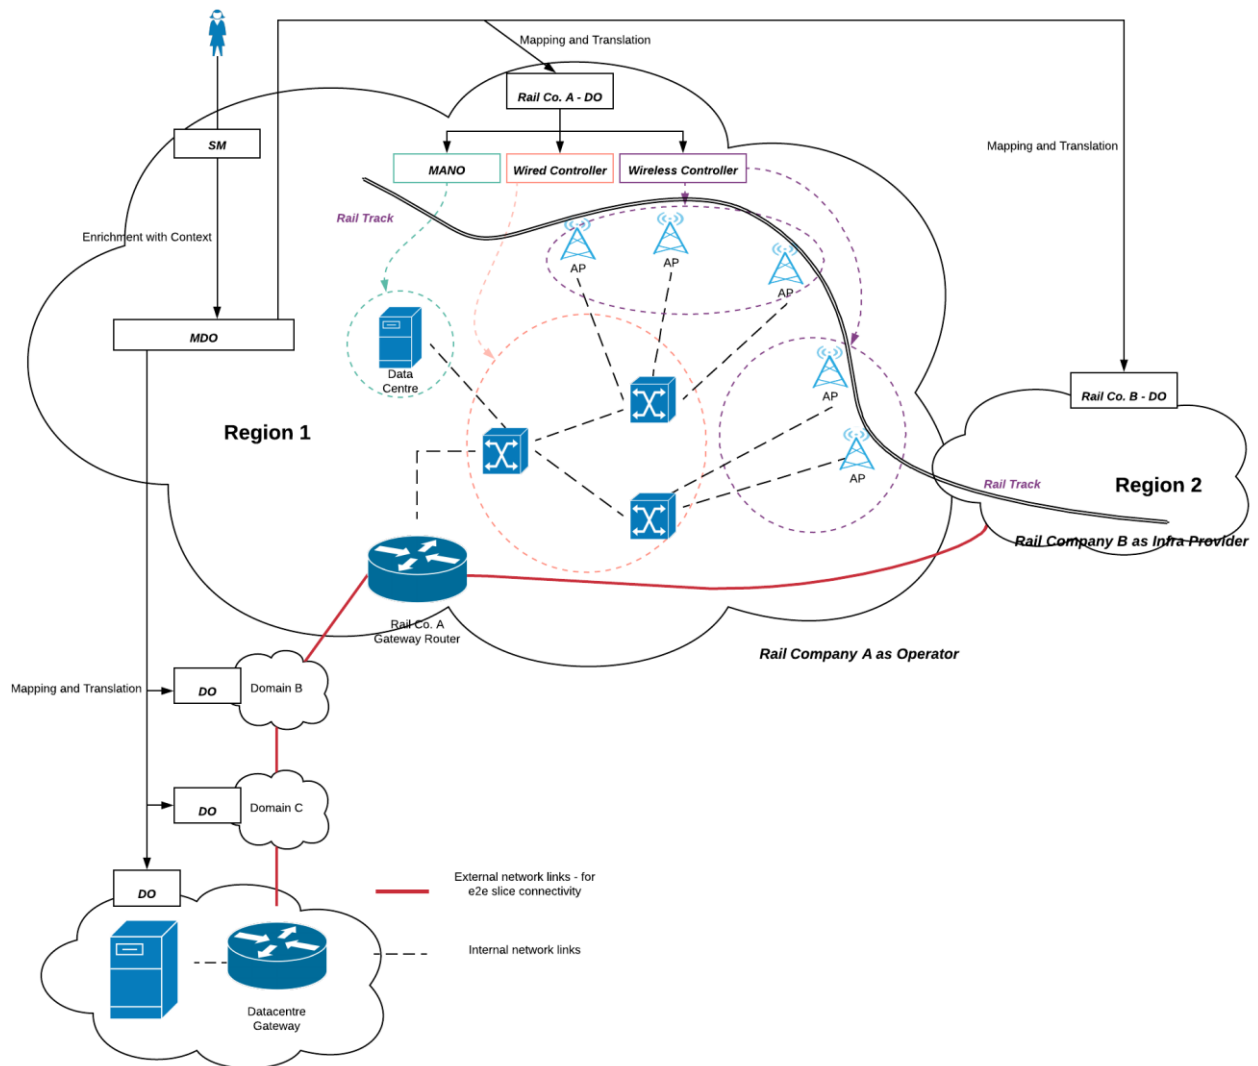 Mapping and Translation
Rail Co. A - DO
SM
Mapping and Translation
MANO
Wired Controller
Wireless Controller
Rail Track
Enrichment with Context
AP
AP
AP
MDO
Data
Centre
AP
Rail Co. B - DO
Region 1
AP
Rail Track
Region 2
Rail Company B as Infra Provider
Rail Co. A
Gateway Router
Rail Company A as Operator
Mapping and Translation
DO
Domain B
DO
Domain C
External network links - for
e2e slice connectivity
DO
Internal network links
Datacentre
Gateway